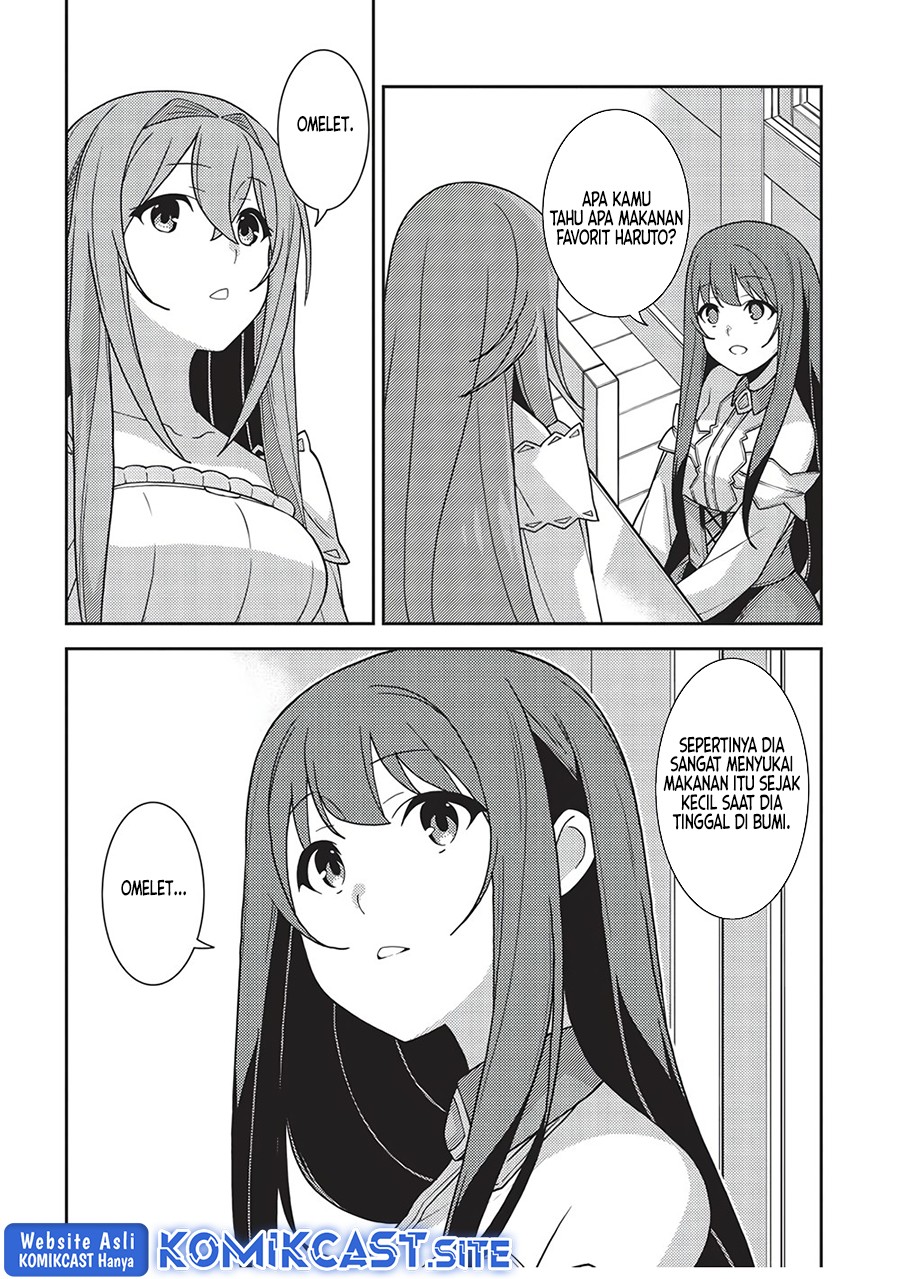 APA KAMU
TAHU APA MAKANAN
FAVORIT HARUTO?
OMELET.
SEPERTINYA DIA
SANGAT MENYUKAI
MAKANAN ITU SEJAK
KECIL SAAT DIA
TINGGAL DI BUMI.
OMELET...
Website Asli
KOMIKCAST Hanya
KOMIKCAST.SITE